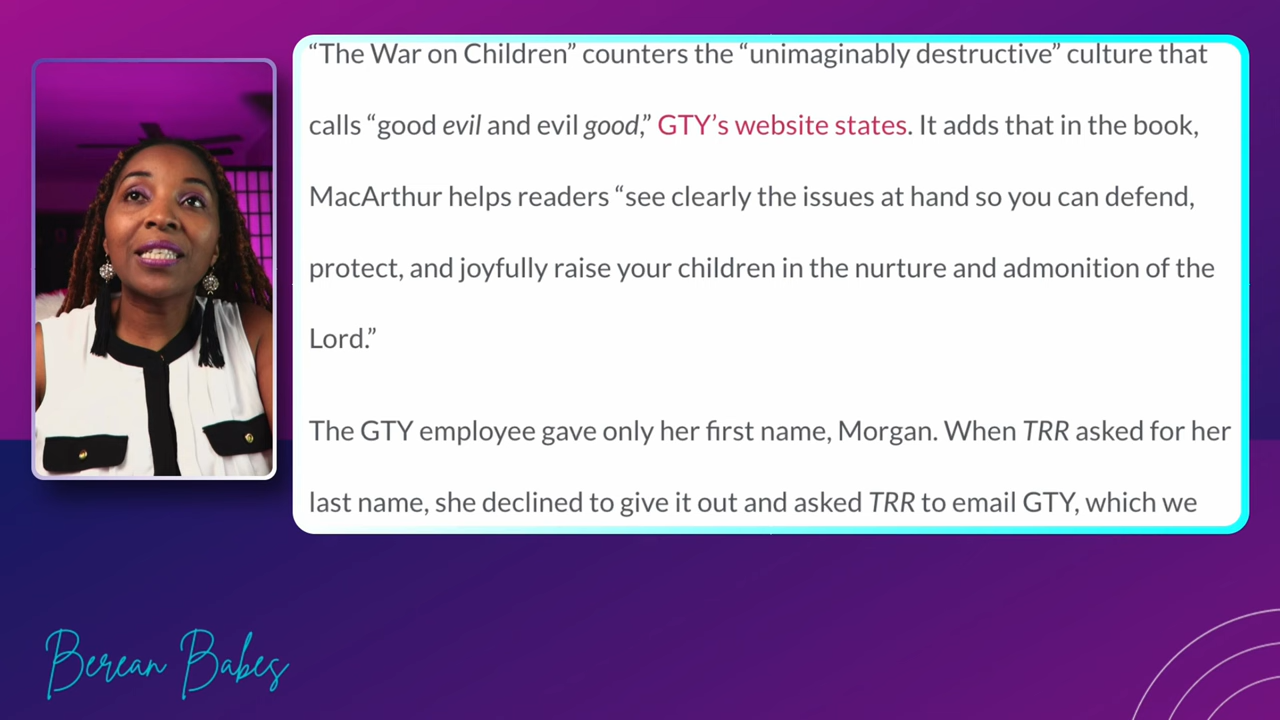 “The War on Children” counters the “unimaginably destructive” culture that
calls “good evil and evil good,” GTY’s website states. It adds that in the book,
MacArthur helps readers “see clearly the issues at hand so you can defend,
protect, and joyfully raise your children in the nurture and admonition of the
Lord.”
The GTY employee gave only her first name, Morgan. When TRR asked for her
last name, she declined to give it out and asked TRR to email GTY, which we
Berean Babes